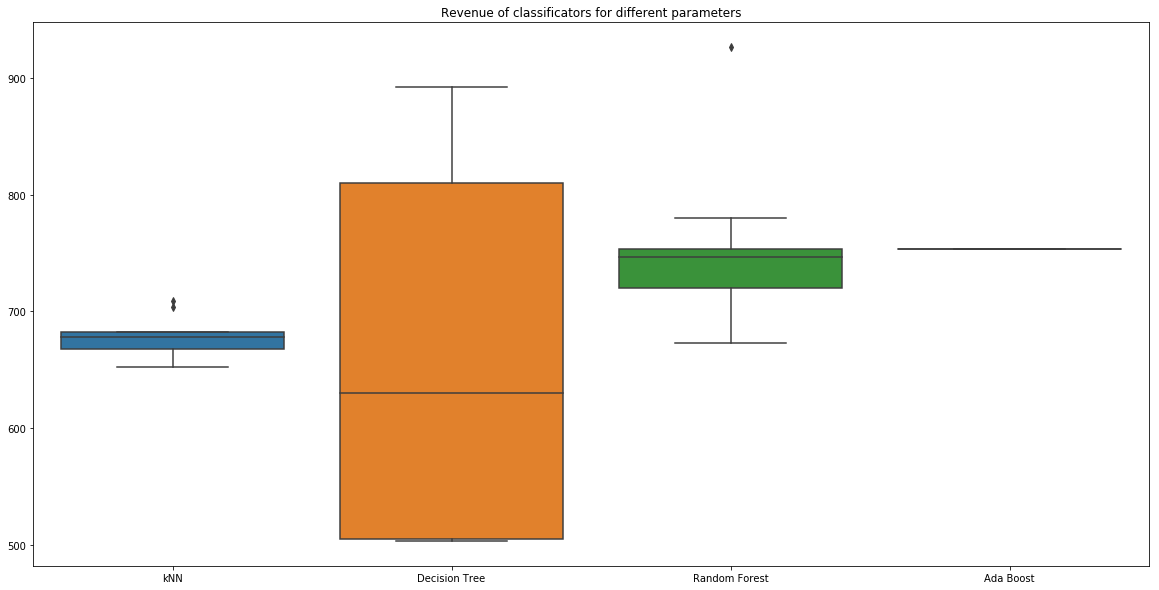 Revenue of classificators for different parameters
900
800
700
600
500
kNN Decision Tree Random Forest Ada Boost